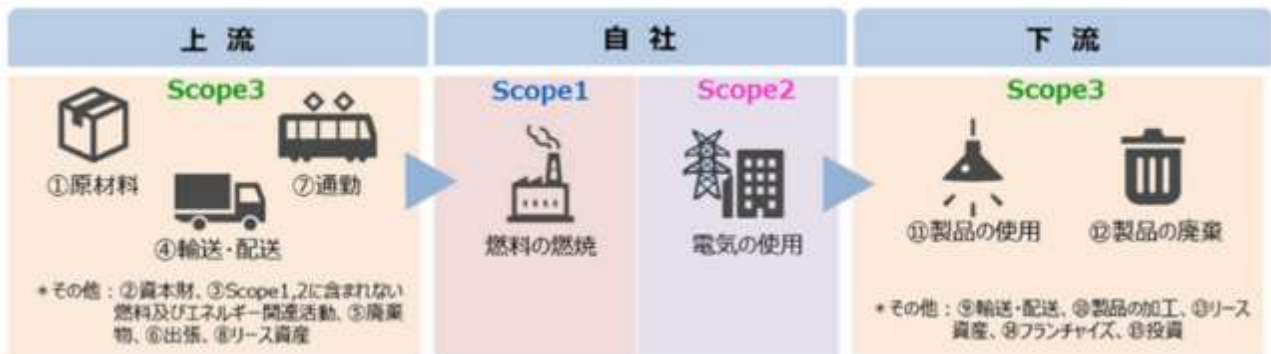 上 流
自 社
下 流
Scope3
①原材料
⑦通勤
④輸送・配送
*その他：②資本財、③Scope1,2に含まれない
燃料及びエネルギー関連活動、⑤廃棄
物、⑥出張、⑧リース資産
Scope1
燃料の燃焼
Scope2
電気の使用
Scope3
⑪製品の使用
⑫製品の廃棄
*その他：⑨輸送・配送、⑩製品の加工、⑬リース
資産、⑭フランチャイズ、⑮投資